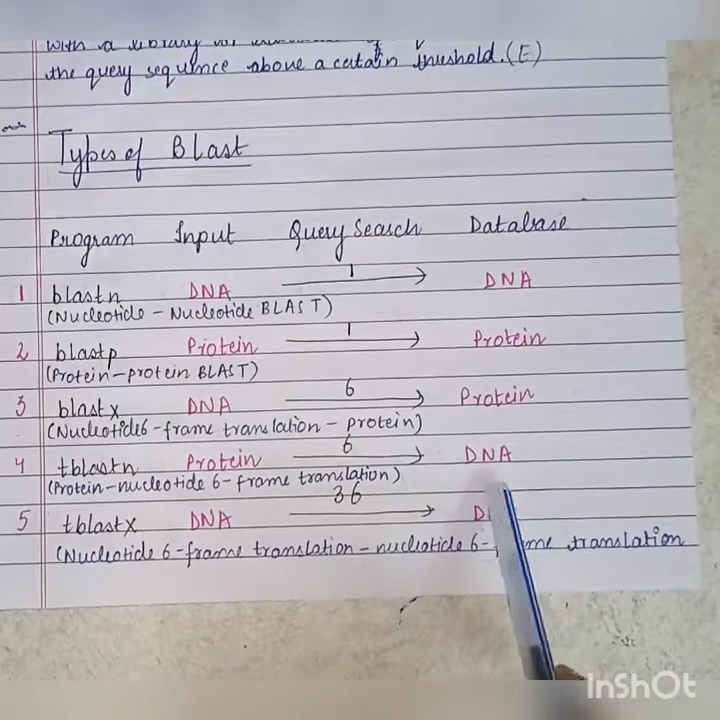 the query sequence above a certain threshold.(E)
Types of Blast
Program Input Query Search Database
1 blastn DNA 1 DNA
(Nucleotide - Nucleotide BLAST)
2 blastp Protein 1 Protein
(Protein-protein BLAST)
3 blastx DNA 6 Protein
(Nucleotide6-frame translation - protein)
4 tblastn Protein 6 DNA
(Protein-nucleotide 6-frame translation)
5 tblastx DNA 36
(Nucleotide 6-frame translation - nucleotide 6- translation
InShOt